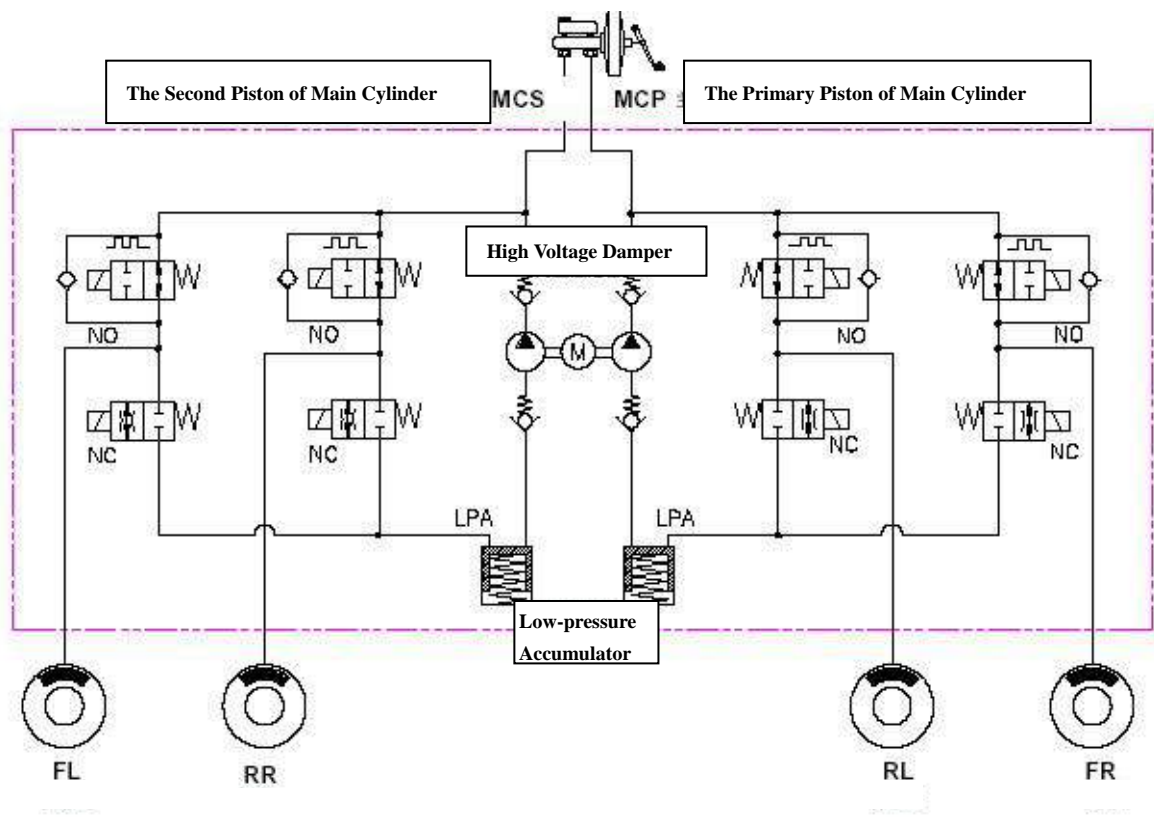 The Second Piston of Main Cylinder
MCS
MCP
The Primary Piston of Main Cylinder
High Voltage Damper
NO
NO
NO
NO
M
NC
NC
NC
NC
LPA
LPA
Low-pressure
Accumulator
FL
RR
RL
FR